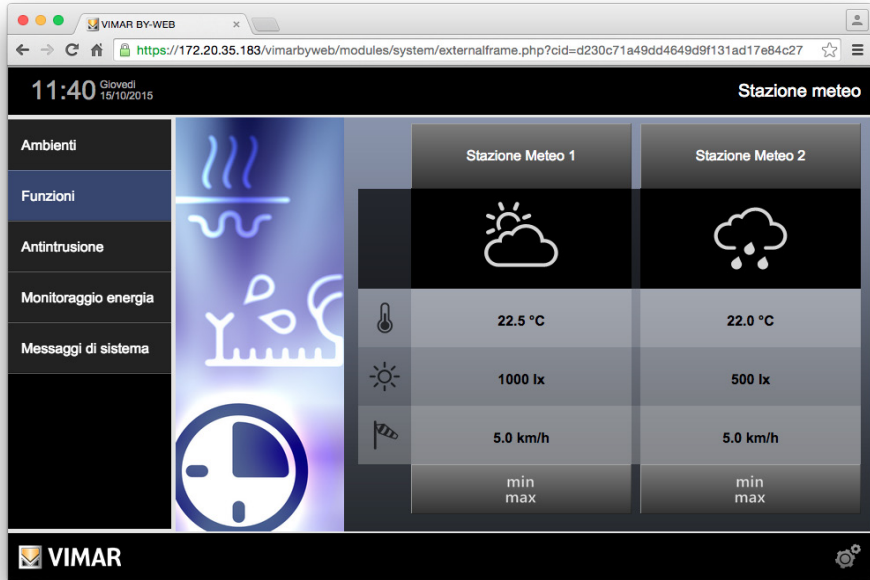 VIMAR BY-WEB
https://172.20.35.183/vimarbyweb/modules/system/externalframe.php?cid=d230c71a49dd4649d9f131ad17e84c27
11:40 Giovedì 15/10/2015
Stazione meteo
Ambienti
Funzioni
Antintrusione
Monitoraggio energia
Messaggi di sistema
Stazione Meteo 1 Stazione Meteo 2
22.5 °C 22.0 °C
1000 lx 500 lx
5.0 km/h 5.0 km/h
min min
max max
VIMAR